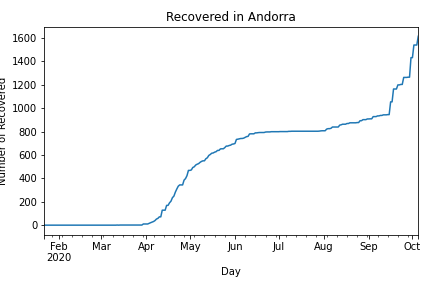 Recovered in Andorra
Number of Recovered
1600
1400
1200
1000
800
600
400
200
0
Feb Mar Apr May Jun Jul Aug Sep Oct
2020
Day